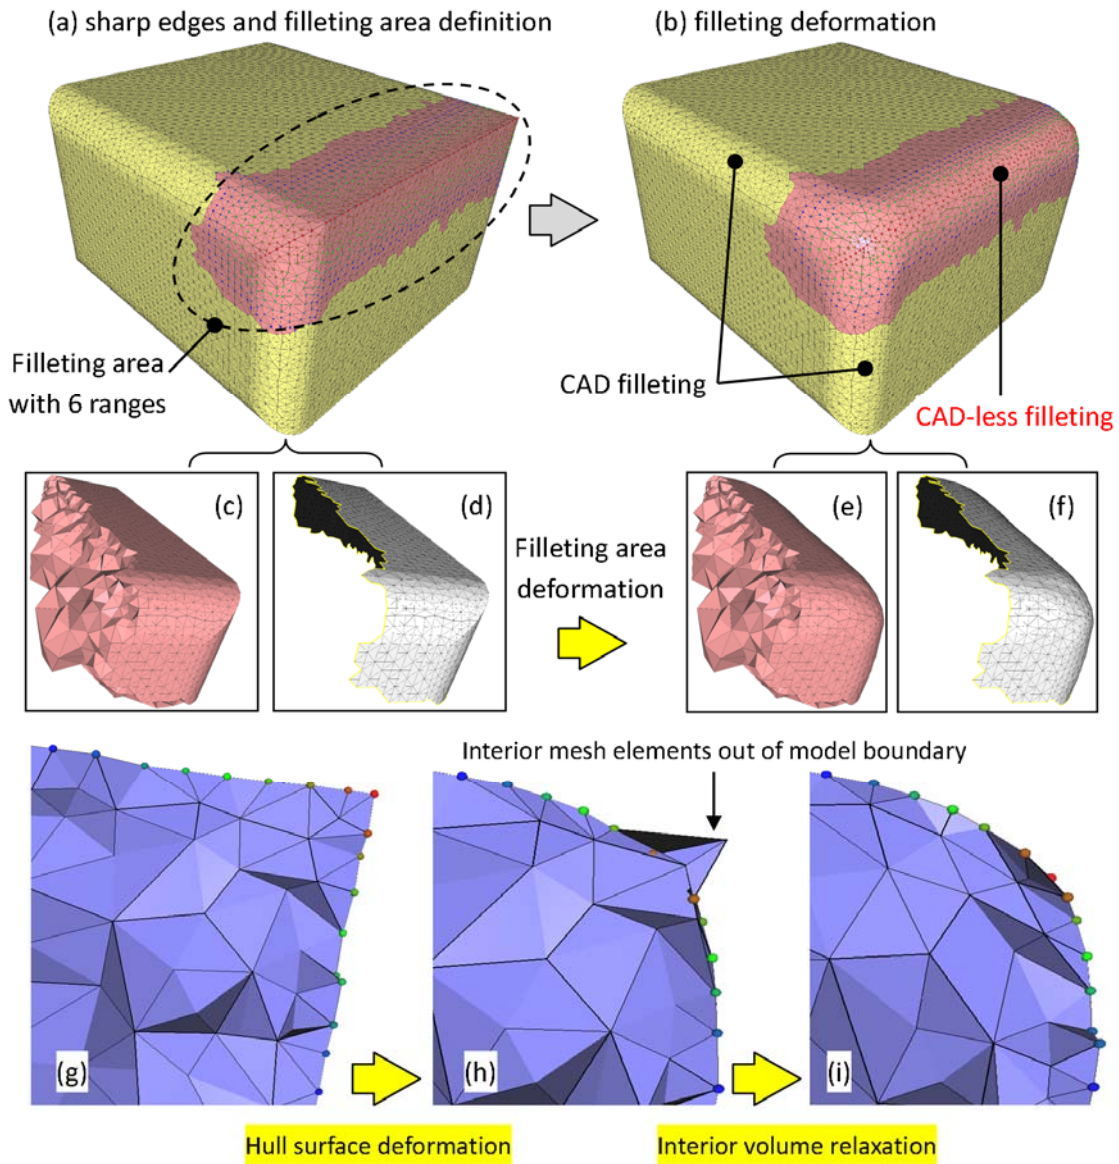 (a) sharp edges and filleting area definition
(b) filleting deformation
Filleting area
with 6 ranges
CAD filleting
CAD-less filleting
(c)
(d)
Filleting area
deformation
(e)
(f)
Interior mesh elements out of model boundary
(g)
(h)
(i)
Hull surface deformation
Interior volume relaxation